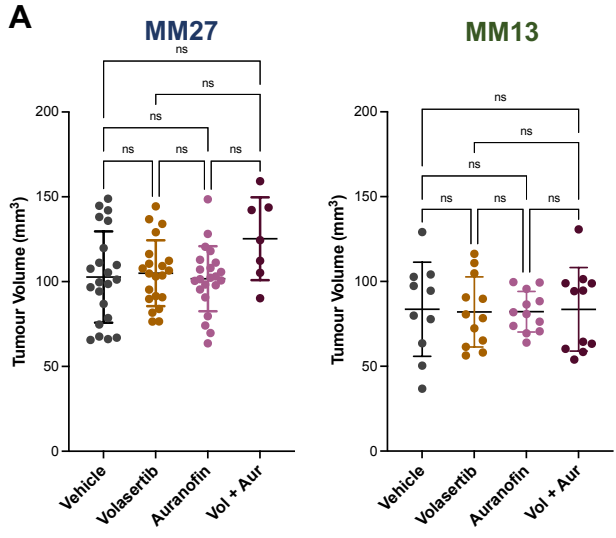 A
MM27
MM13
ns
ns
ns
ns
ns
ns
Tumour Volume (mm³)
200
150
100
50
0
Vehicle
Volasertib
Auranofin
Vol + Aur
ns
ns
ns
ns
ns
ns
Tumour Volume (mm³)
200
150
100
50
0
Vehicle
Volasertib
Auranofin
Vol + Aur